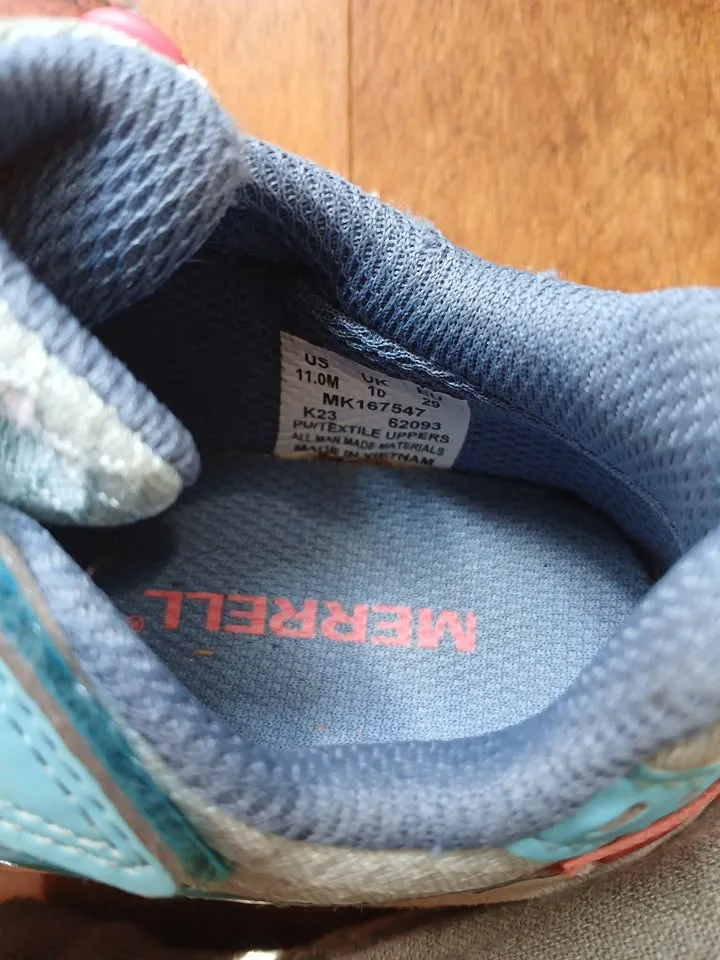 US UK EU
11.0M 10 29
MK167547
K23 62093
PU/TEXTILE UPPERS
ALL MAN MADE MATERIALS
MADE IN VIETNAM
MERRELL®